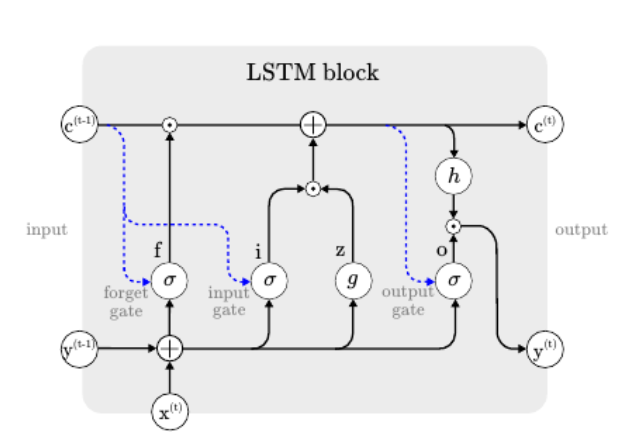 LSTM block
c(t-1)
c(t)
h
input
output
f
i
z
o
σ
σ
g
σ
forget
gate
input
gate
output
gate
y(t-1)
y(t)
x(t)